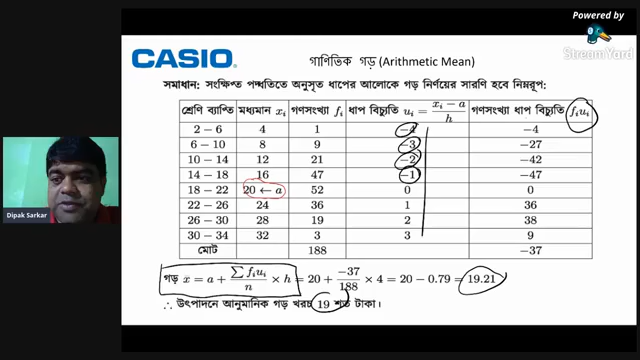 Powered by
StreamYard
CASIO
গাণিতিক গড় (Arithmetic Mean)
সমাধান: সংক্ষিপ্ত পদ্ধতিতে অনুসৃত ধাপের আলোকে গড় নির্ণয়ের সারণি হবে নিম্নরূপ:
শ্রেণি ব্যাপ্তি মধ্যমান xᵢ গণসংখ্যা fᵢ ধাপ বিচ্যুতি uᵢ = (xᵢ − a)/h গণসংখ্যা ধাপ বিচ্যুতি fᵢuᵢ
2 − 6 4 1 −4 −4
6 − 10 8 9 −3 −27
10 − 14 12 21 −2 −42
14 − 18 16 47 −1 −47
18 − 22 20 ← a 52 0 0
22 − 26 24 36 1 36
26 − 30 28 19 2 38
30 − 34 32 3 3 9
মোট 188 −37
গড় x = a + (∑ fᵢuᵢ)/n × h = 20 + (−37)/188 × 4 = 20 − 0.79 = 19.21
∴ উৎপাদনে আনুমানিক গড় খরচ 19 শত টাকা।
Dipak Sarkar